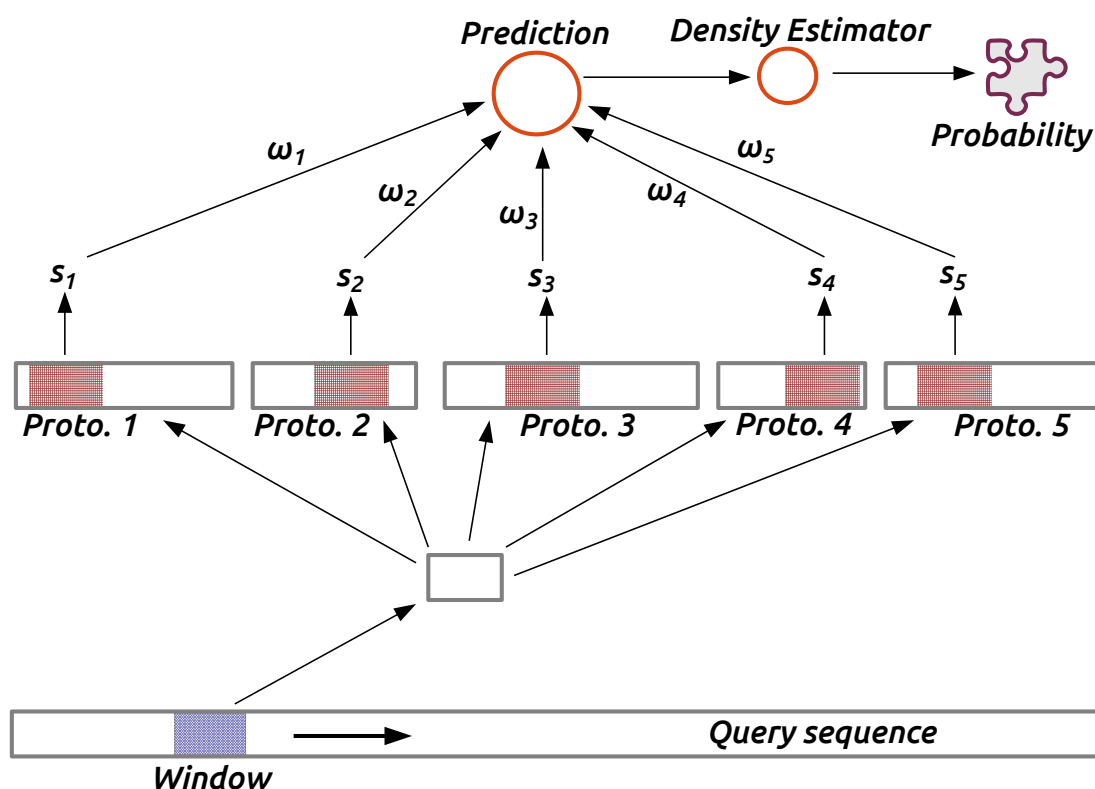 Prediction
Density Estimator
Probability
ω1
ω2
ω3
ω4
ω5
s1
s2
s3
s4
s5
Proto. 1
Proto. 2
Proto. 3
Proto. 4
Proto. 5
Query sequence
Window